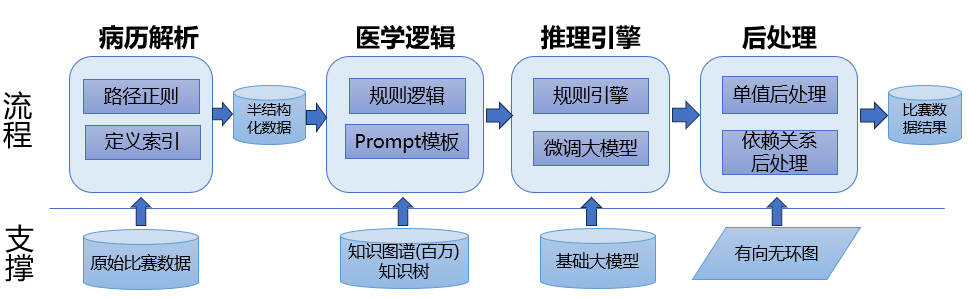 病历解析
医学逻辑
推理引擎
后处理
流程
路径正则
定义索引
半结构
化数据
规则逻辑
Prompt模板
规则引擎
微调大模型
单值后处理
依赖关系
后处理
比赛数
据结果
支撑
原始比赛数据
知识图谱(百万)
知识树
基础大模型
有向无环图